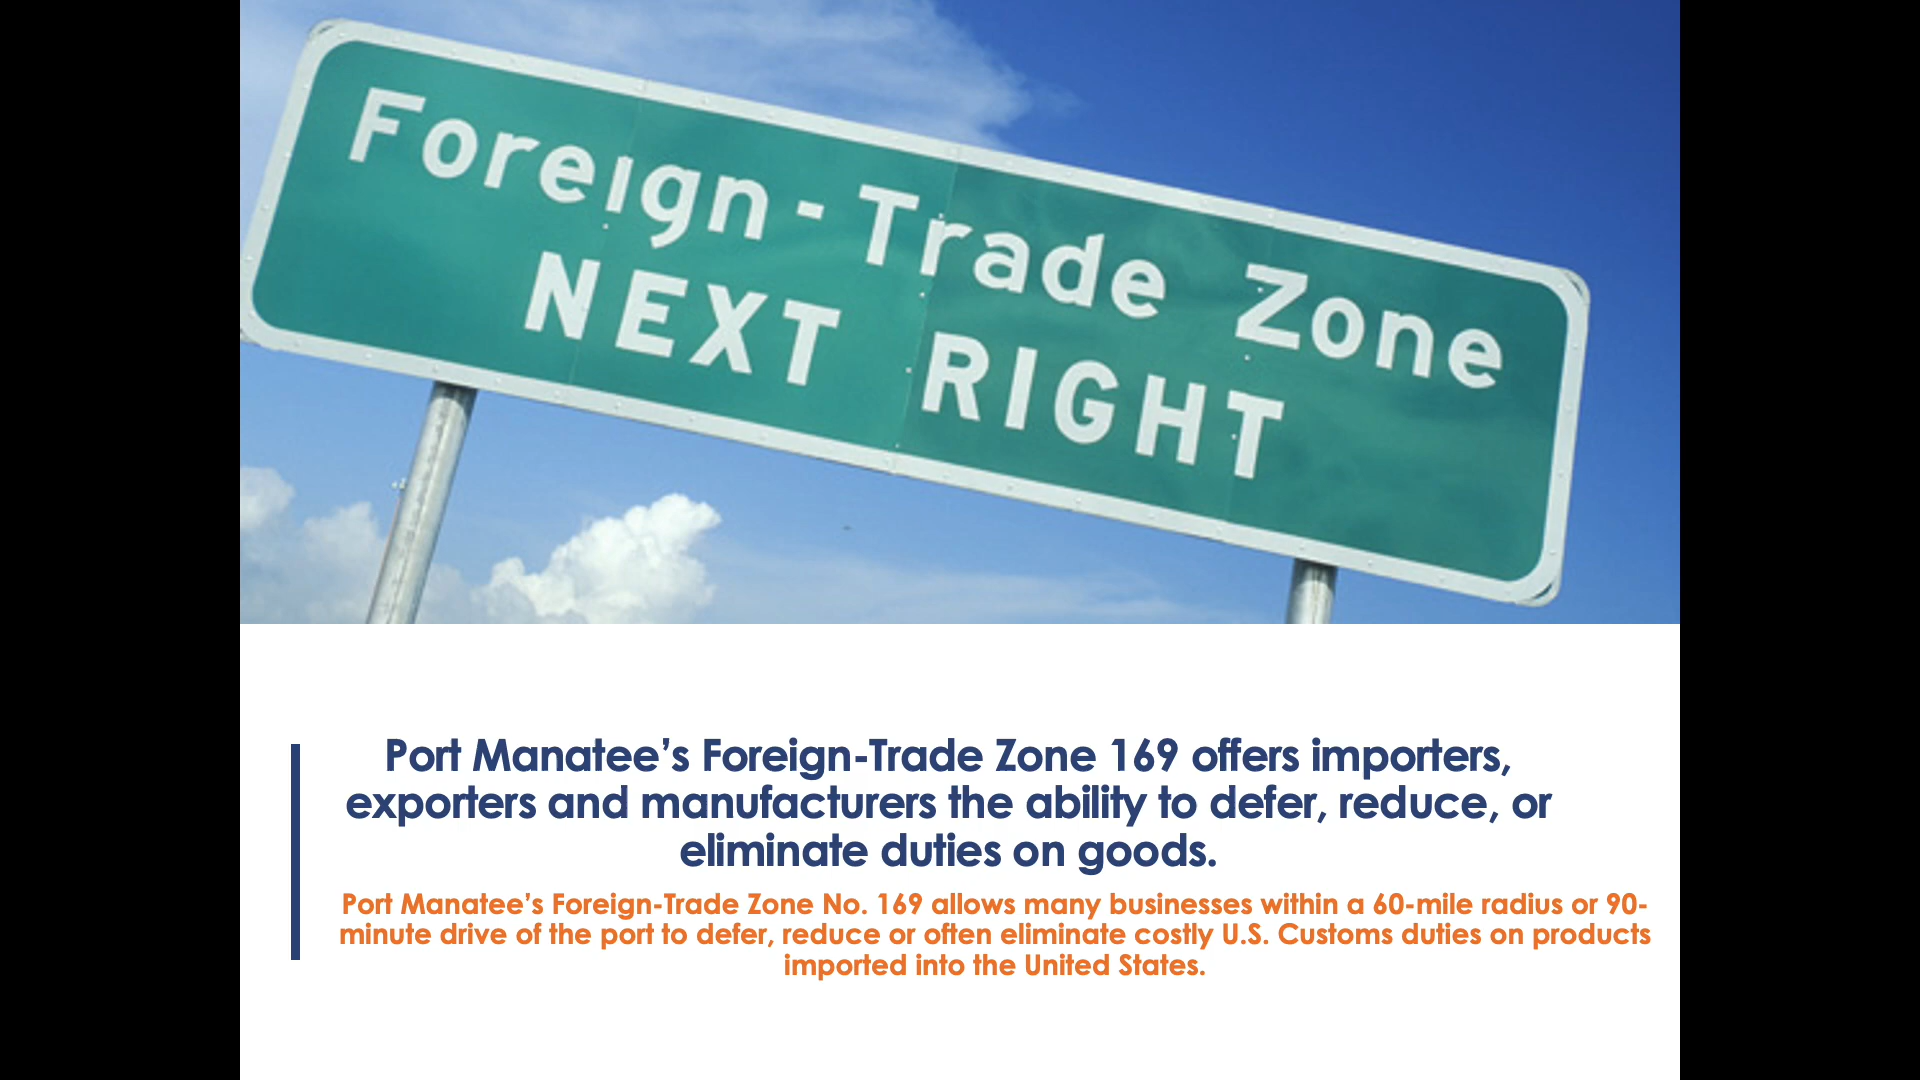 Foreign-Trade Zone
NEXT RIGHT
Port Manatee’s Foreign-Trade Zone 169 offers importers,
exporters and manufacturers the ability to defer, reduce, or
eliminate duties on goods.
Port Manatee’s Foreign-Trade Zone No. 169 allows many businesses within a 60-mile radius or 90-
minute drive of the port to defer, reduce or often eliminate costly U.S. Customs duties on products
imported into the United States.